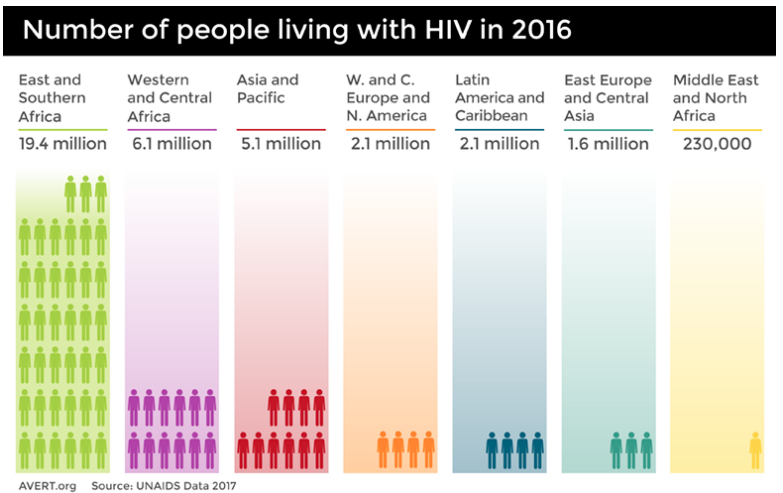 Number of people living with HIV in 2016
East and
Southern
Africa
19.4 million
Western
and Central
Africa
6.1 million
Asia and
Pacific
5.1 million
W. and C.
Europe and
N. America
2.1 million
Latin
America and
Caribbean
2.1 million
East Europe
and Central
Asia
1.6 million
Middle East
and North
Africa
230,000
AVERT.org Source: UNAIDS Data 2017